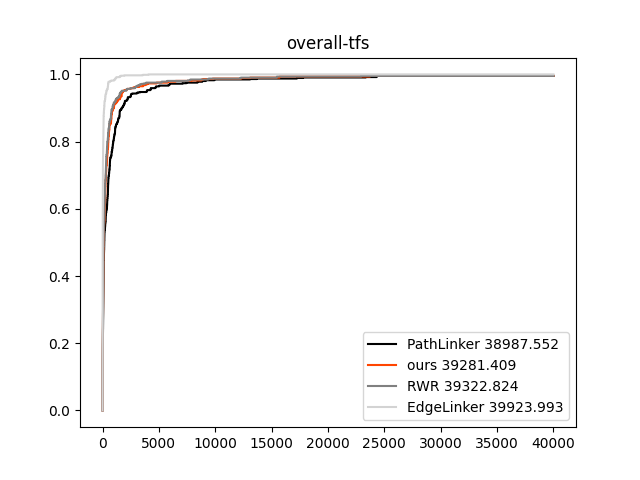 overall-tfs
1.0
0.8
0.6
0.4
0.2
0.0
PathLinker 38987.552
ours 39281.409
RWR 39322.824
EdgeLinker 39923.993
0 5000 10000 15000 20000 25000 30000 35000 40000